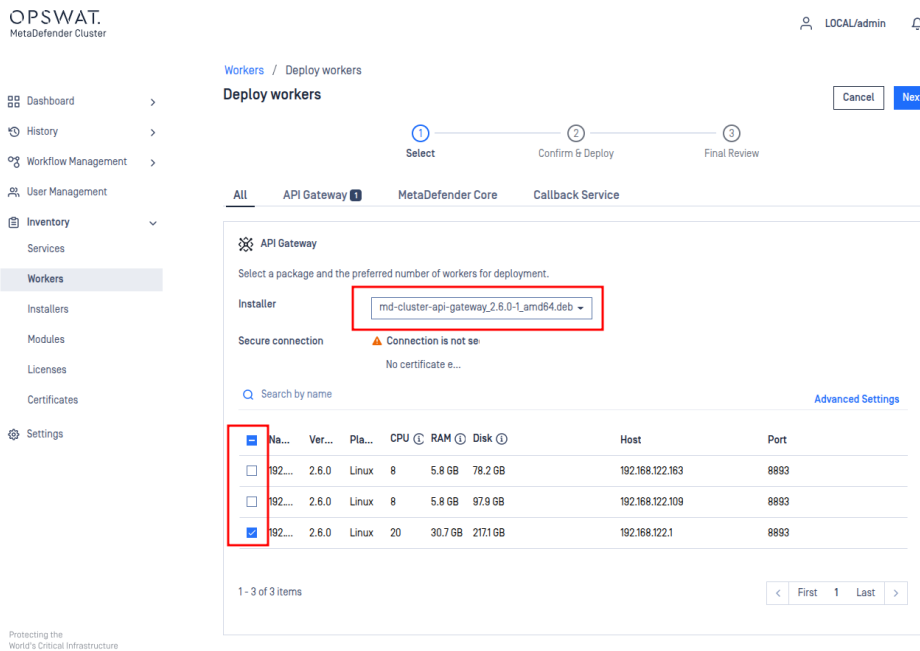 OPSWAT.
MetaDefender Cluster
LOCAL/admin
Workers / Deploy workers
Deploy workers
Cancel
Nex
1
2
3
Select
Confirm & Deploy
Final Review
Dashboard
History
Workflow Management
User Management
Inventory
Services
Workers
Installers
Modules
Licenses
Certificates
Settings
All
API Gateway 1
MetaDefender Core
Callback Service
API Gateway
Select a package and the preferred number of workers for deployment.
Installer
md-cluster-api-gateway_2.6.0-1_amd64.deb
Secure connection
Connection is not se
No certificate e...
Search by name
Advanced Settings
Na... Ver... Pla... CPU RAM Disk Host Port
192.... 2.6.0 Linux 8 5.8 GB 78.2 GB 192.168.122.163 8893
192.... 2.6.0 Linux 8 5.8 GB 97.9 GB 192.168.122.109 8893
192.... 2.6.0 Linux 20 30.7 GB 217.1 GB 192.168.122.1 8893
1 - 3 of 3 items
< First 1 Last >
Protecting the
World's Critical Infrastructure